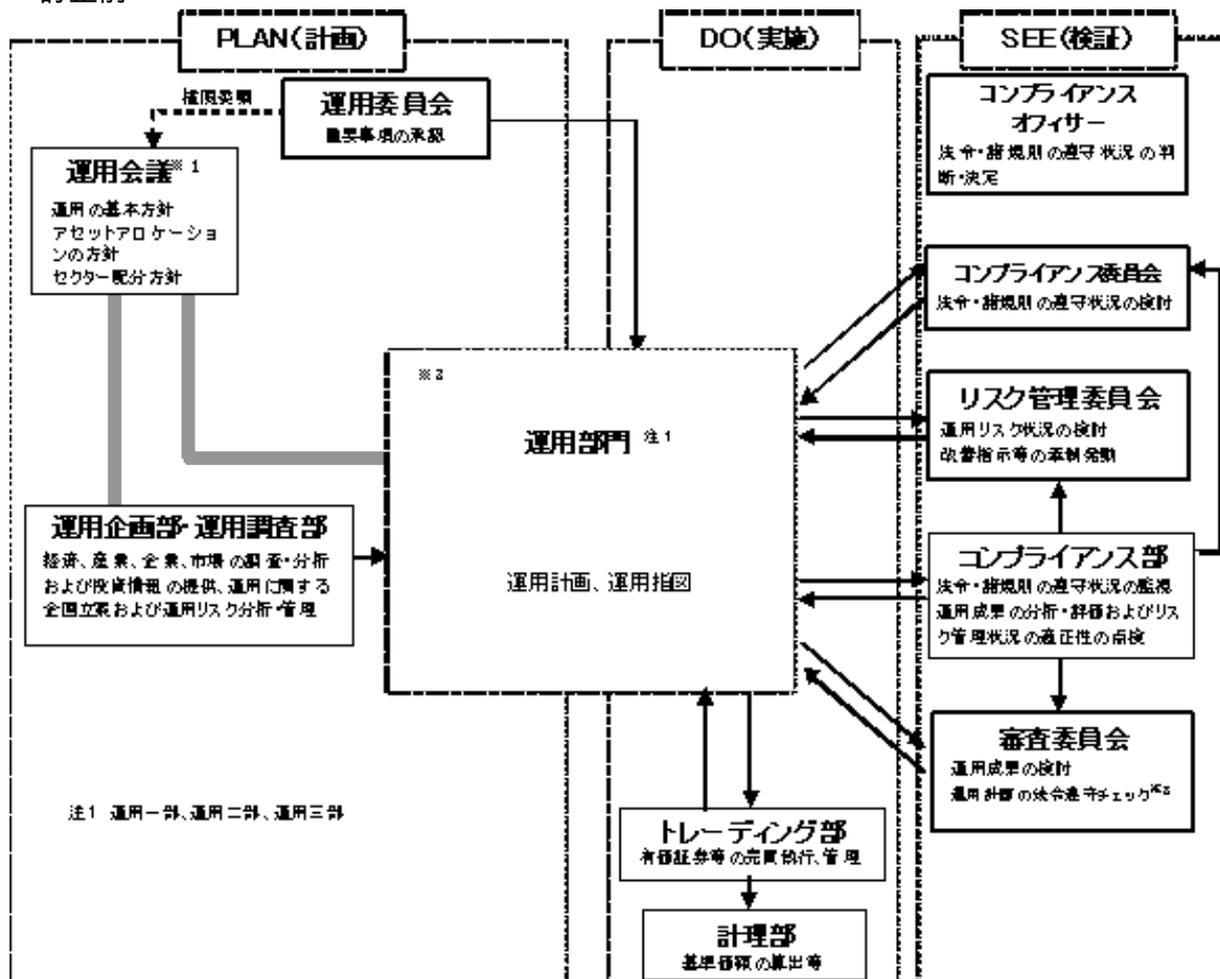 PLAN(計画)
DO(実施)
SEE(検証)
権限委嘱
運用委員会
重要事項の承認
運用会議※1
運用の基本方針
アセットアロケーショ
ンの方針
セクター配分方針
※2
運用部門 注1
運用計画、運用指図
運用企画部・運用調査部
経済、産業、企業、市場の調査・分析
および投資情報の提供、運用に関する
企画立案および運用リスク分析・管理
注1 運用一部、運用二部、運用三部
トレーディング部
有価証券等の売買執行、管理
計理部
基準価額の算出等
コンプライアンス
オフィサー
法令・諸規則の遵守状況の判
断・決定
コンプライアンス委員会
法令・諸規則の遵守状況の検討
リスク管理委員会
運用リスク状況の検討
改善指示等の牽制発動
コンプライアンス部
法令・諸規則の遵守状況の監視
運用成果の分析・評価およびリス
ク管理状況の適正性の点検
審査委員会
運用成果の検討
運用計画の法令遵守チェック※2